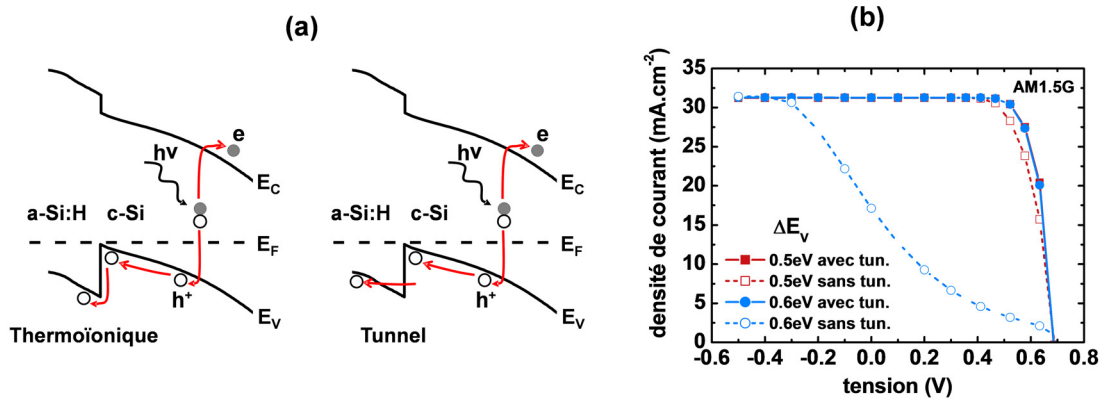 (a)
e
hν
E_C
a-Si:H
c-Si
E_F
h⁺
E_V
Thermoïonique
e
hν
E_C
a-Si:H
c-Si
E_F
h⁺
E_V
Tunnel
(b)
densité de courant (mA.cm⁻²)
35
30
25
20
15
10
5
0
AM1.5G
ΔE_V
0.5eV avec tun.
0.5eV sans tun.
0.6eV avec tun.
0.6eV sans tun.
-0.6
-0.4
-0.2
0.0
0.2
0.4
0.6
0.8
tension (V)